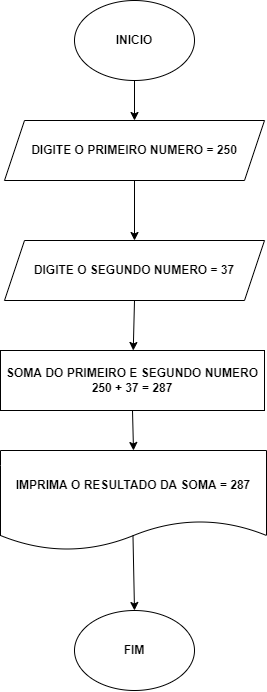 INICIO
DIGITE O PRIMEIRO NUMERO = 250
DIGITE O SEGUNDO NUMERO = 37
SOMA DO PRIMEIRO E SEGUNDO NUMERO
250 + 37 = 287
IMPRIMA O RESULTADO DA SOMA = 287
FIM